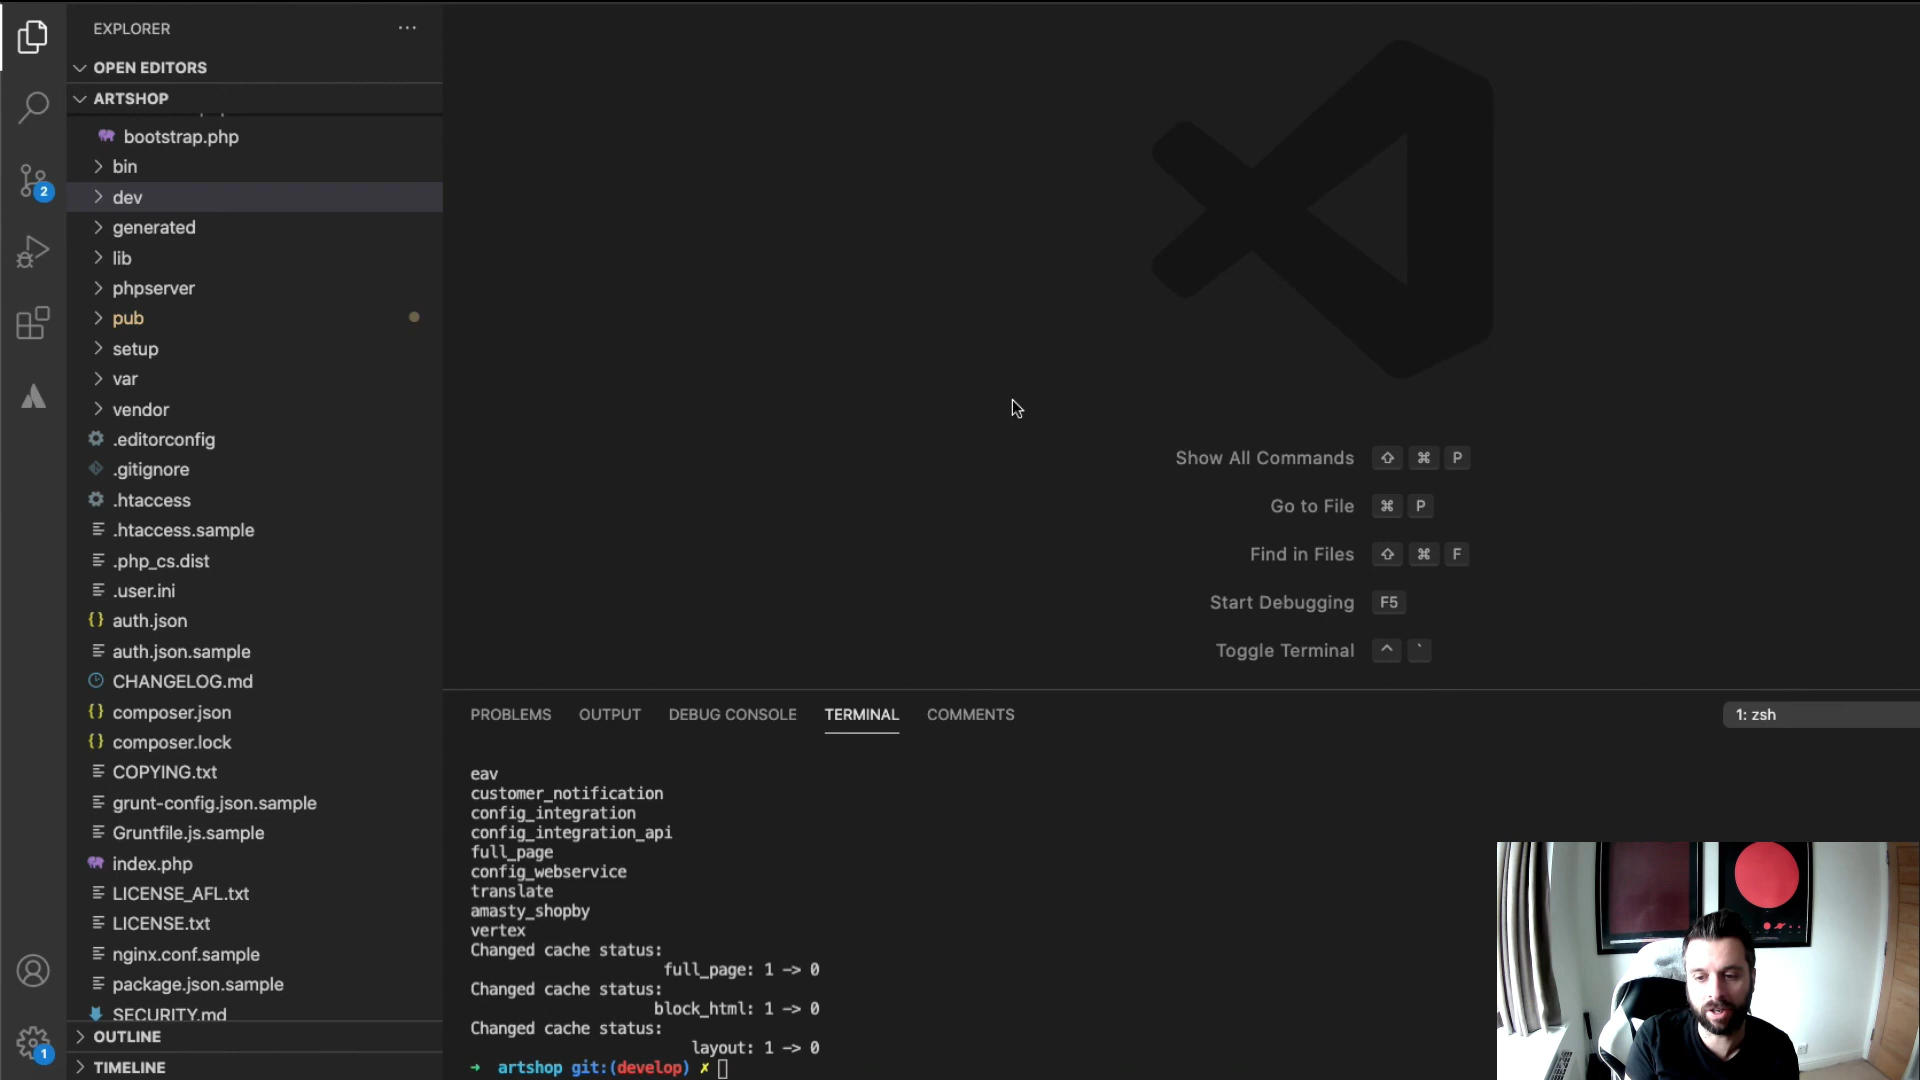 EXPLORER
OPEN EDITORS
ARTSHOP
bootstrap.php
bin
dev
generated
lib
phpserver
pub
setup
var
vendor
.editorconfig
.gitignore
.htaccess
.htaccess.sample
.php_cs.dist
.user.ini
auth.json
auth.json.sample
CHANGELOG.md
composer.json
composer.lock
COPYING.txt
grunt-config.json.sample
Gruntfile.js.sample
index.php
LICENSE_AFL.txt
LICENSE.txt
nginx.conf.sample
package.json.sample
SECURITY.md
OUTLINE
TIMELINE
2
1
Show All Commands ⇧ ⌘ P
Go to File ⌘ P
Find in Files ⇧ ⌘ F
Start Debugging F5
Toggle Terminal ^ `
PROBLEMS OUTPUT DEBUG CONSOLE TERMINAL COMMENTS 1: zsh
eav
customer_notification
config_integration
config_integration_api
full_page
config_webservice
translate
amasty_shopby
vertex
Changed cache status:
full_page: 1 -> 0
Changed cache status:
block_html: 1 -> 0
Changed cache status:
layout: 1 -> 0
→ artshop git:(develop) ✗